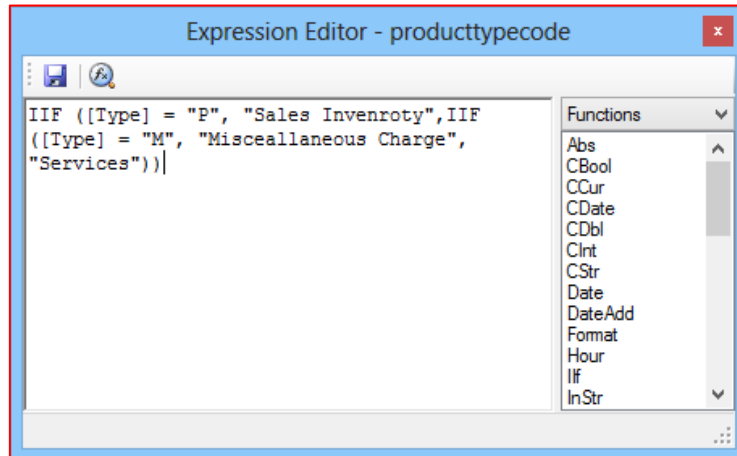 Expression Editor - producttypecode
x
fx
IIF ([Type] = "P", "Sales Invenroty",IIF
([Type] = "M", "Misceallaneous Charge",
"Services"))
Functions
Abs
CBool
CCur
CDate
CDbl
CInt
CStr
Date
DateAdd
Format
Hour
IIf
InStr